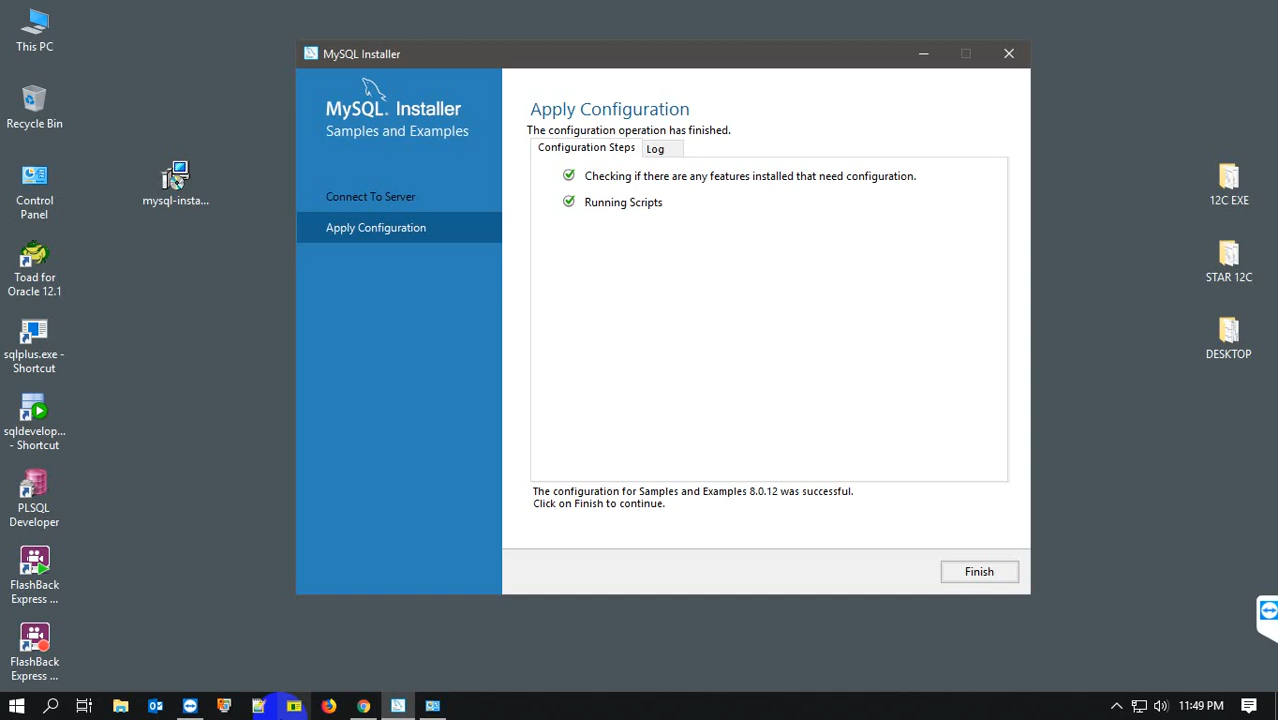 This PC
Recycle Bin
Control
Panel
Toad for
Oracle 12.1
sqlplus.exe -
Shortcut
sqldevelop...
- Shortcut
PLSQL
Developer
FlashBack
Express ...
FlashBack
Express ...
mysql-insta...
MySQL Installer
MySQL. Installer
Samples and Examples
Connect To Server
Apply Configuration
Apply Configuration
The configuration operation has finished.
Configuration Steps Log
Checking if there are any features installed that need configuration.
Running Scripts
The configuration for Samples and Examples 8.0.12 was successful.
Click on Finish to continue.
Finish
12C EXE
STAR 12C
DESKTOP
11:49 PM